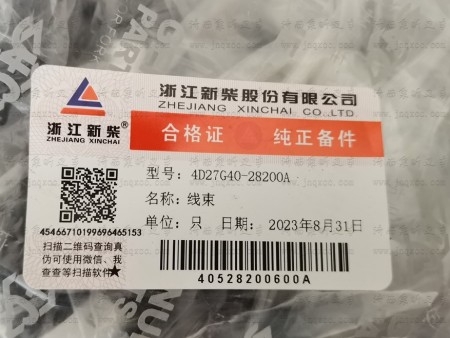 浙江新柴®
ZHEJIANG XINCHAI
浙江新柴股份有限公司
ZHEJIANG XINCHAI CO.,LTD
合格证 纯正备件
型号: 4D27G40-28200A
名称: 线束
单位: 只 日期: 2023年8月31日
45466710199696465153
扫描二维码查询真
伪可使用微信、我
查查等扫描软件★
40528200600A